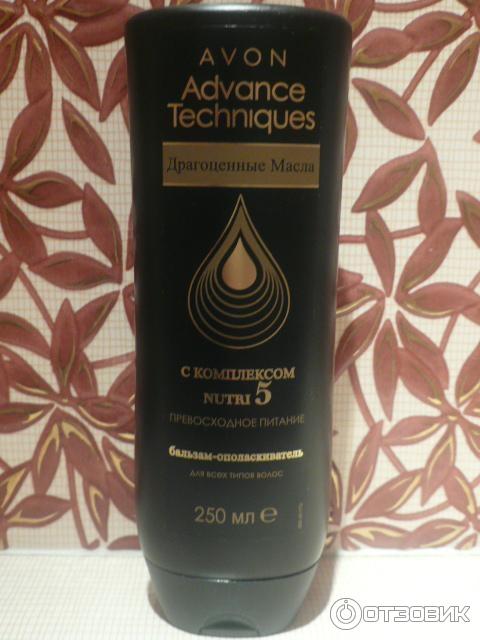 AVON
Advance
Techniques
Драгоценные Масла
С КОМПЛЕКСОМ
NUTRI 5
ПРЕВОСХОДНОЕ ПИТАНИЕ
бальзам-ополаскиватель
ДЛЯ ВСЕХ ТИПОВ ВОЛОС
250 МЛ e
ОТЗОВИК